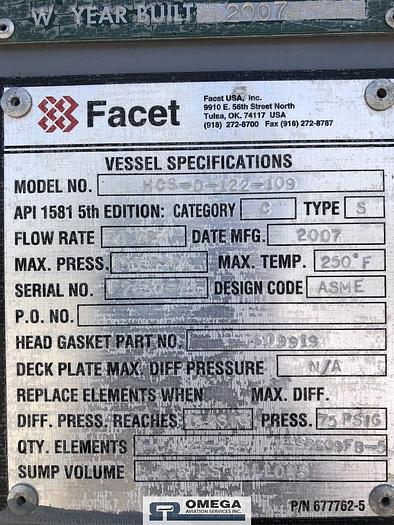 W YEAR BUILT 2007
Facet
Facet USA, Inc.
9910 E. 56th Street North
Tulsa, OK. 74117 USA
(918) 272-8700 Fax (918) 272-8787
VESSEL SPECIFICATIONS
MODEL NO. HCS-D-122-109
API 1581 5th EDITION: CATEGORY C TYPE S
FLOW RATE DATE MFG. 2007
MAX. PRESS. MAX. TEMP. 250°F
SERIAL NO. DESIGN CODE ASME
P.O. NO.
HEAD GASKET PART NO.
DECK PLATE MAX. DIFF PRESSURE N/A
REPLACE ELEMENTS WHEN MAX. DIFF.
DIFF. PRESS. REACHES PRESS. 75 PSIG
QTY. ELEMENTS
SUMP VOLUME
P/N 677762-5
OMEGA
AVIATION SERVICES INC.